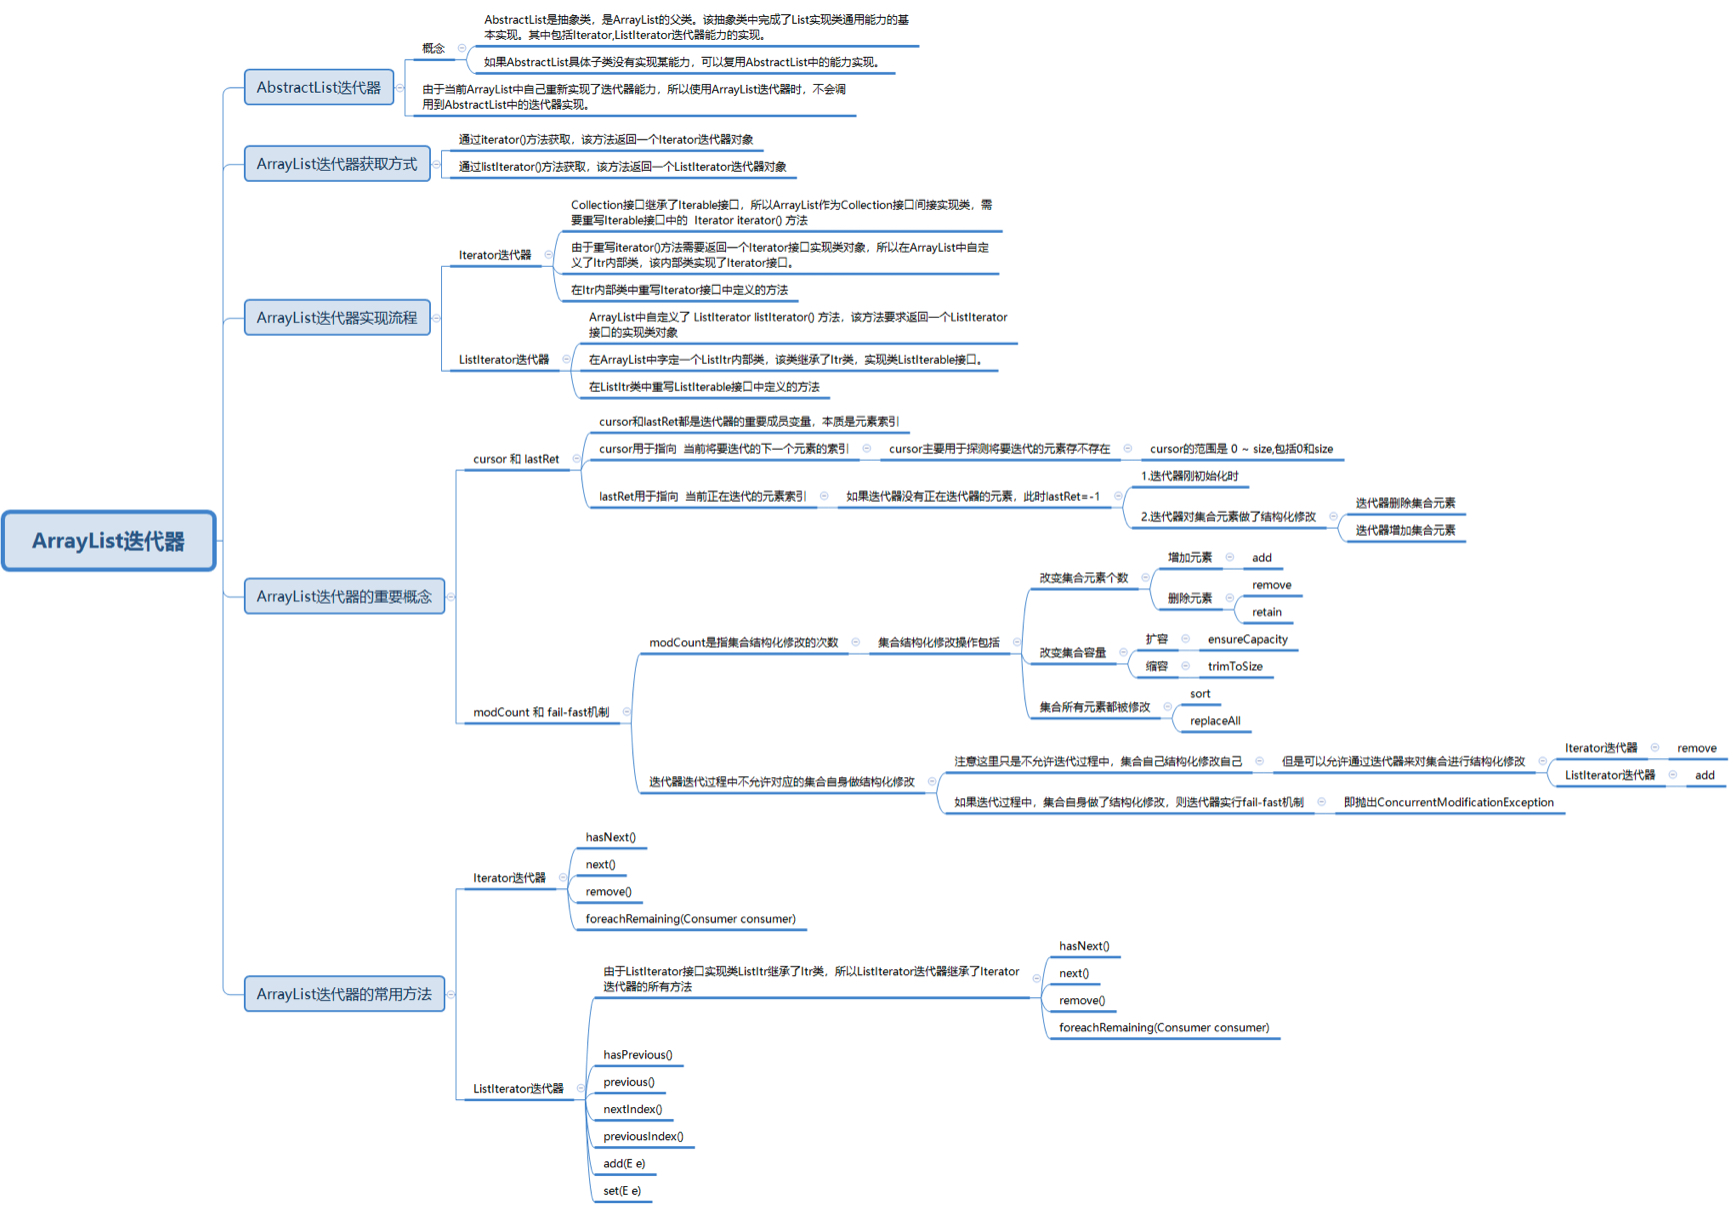 ArrayList迭代器
AbstractList迭代器
概念
AbstractList是抽象类，是ArrayList的父类。该抽象类中完成了List实现类通用能力的基
本实现。其中包括Iterator,ListIterator迭代器能力的实现。
如果AbstractList具体子类没有实现某能力，可以复用AbstractList中的能力实现。
由于当前ArrayList中自己重新实现了迭代器能力，所以使用ArrayList迭代器时，不会调
用到AbstractList中的迭代器实现。
ArrayList迭代器获取方式
通过iterator()方法获取，该方法返回一个Iterator迭代器对象
通过listIterator()方法获取，该方法返回一个ListIterator迭代器对象
ArrayList迭代器实现流程
Iterator迭代器
Collection接口继承了Iterable接口，所以ArrayList作为Collection接口间接实现类，需
要重写Iterable接口中的 Iterator iterator() 方法
由于重写iterator()方法需要返回一个Iterator接口实现类对象，所以在ArrayList中自定
义了Itr内部类，该内部类实现了Iterator接口。
在Itr内部类中重写Iterator接口中定义的方法
ListIterator迭代器
ArrayList中自定义了 ListIterator listIterator() 方法，该方法要求返回一个ListIterator
接口的实现类对象
在ArrayList中字定一个ListItr内部类，该类继承了Itr类，实现类ListIterable接口。
在ListItr类中重写ListIterable接口中定义的方法
ArrayList迭代器的重要概念
cursor 和 lastRet
cursor和lastRet都是迭代器的重要成员变量，本质是元素索引
cursor用于指向 当前将要迭代的下一个元素的索引
cursor主要用于探测将要迭代的元素存不存在
cursor的范围是 0 ~ size,包括0和size
lastRet用于指向 当前正在迭代的元素索引
如果迭代器没有正在迭代器的元素，此时lastRet=-1
1.迭代器刚初始化时
2.迭代器对集合元素做了结构化修改
迭代器删除集合元素
迭代器增加集合元素
modCount 和 fail-fast机制
modCount是指集合结构化修改的次数
集合结构化修改操作包括
改变集合元素个数
增加元素
add
删除元素
remove
retain
改变集合容量
扩容
ensureCapacity
缩容
trimToSize
集合所有元素都被修改
sort
replaceAll
迭代器迭代过程中不允许对应的集合自身做结构化修改
注意这里只是不允许迭代过程中，集合自己结构化修改自己
但是可以允许通过迭代器来对集合进行结构化修改
Iterator迭代器
remove
ListIterator迭代器
add
如果迭代过程中，集合自身做了结构化修改，则迭代器实行fail-fast机制
即抛出ConcurrentModificationException
ArrayList迭代器的常用方法
Iterator迭代器
hasNext()
next()
remove()
foreachRemaining(Consumer consumer)
ListIterator迭代器
由于ListIterator接口实现类ListItr继承了Itr类，所以ListIterator迭代器继承了Iterator
迭代器的所有方法
hasNext()
next()
remove()
foreachRemaining(Consumer consumer)
hasPrevious()
previous()
nextIndex()
previousIndex()
add(E e)
set(E e)